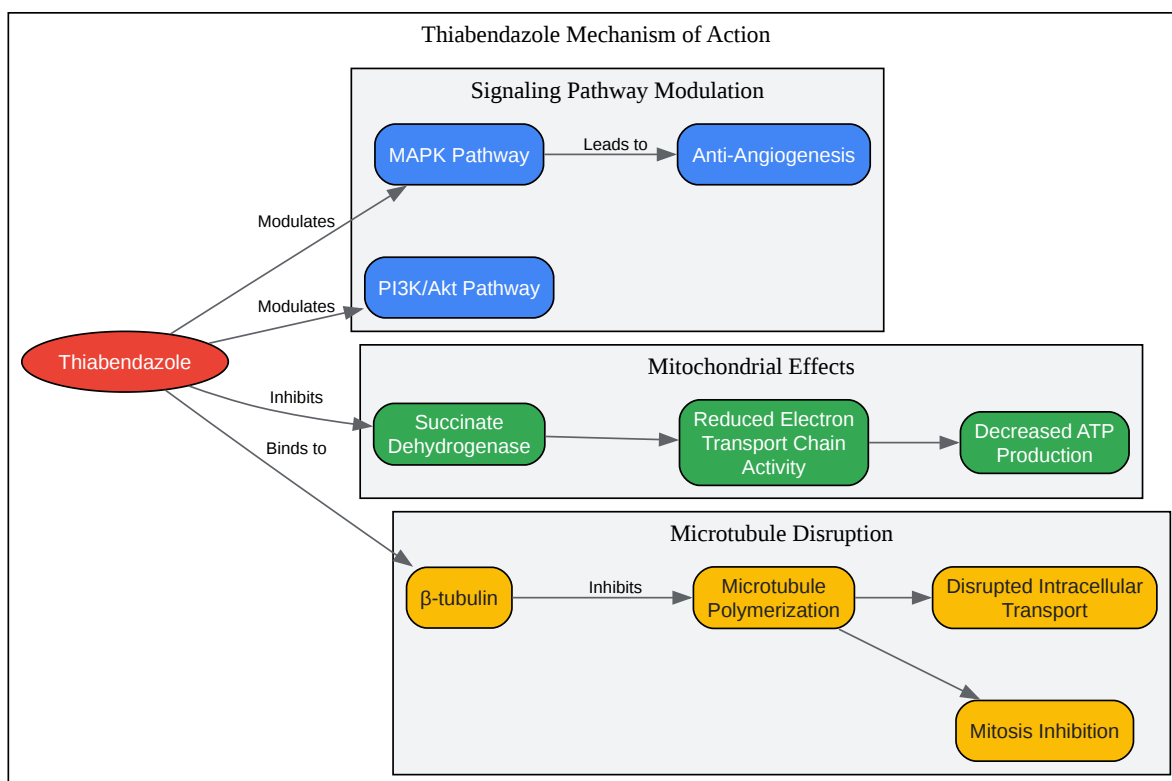 Thiabendazole Mechanism of Action
Signaling Pathway Modulation
MAPK Pathway
Leads to
Anti-Angiogenesis
Modulates
PI3K/Akt Pathway
Modulates
Thiabendazole
Mitochondrial Effects
Inhibits
Succinate
Dehydrogenase
Reduced Electron
Transport Chain
Activity
Decreased ATP
Production
Binds to
Microtubule Disruption
β-tubulin
Inhibits
Microtubule
Polymerization
Disrupted Intracellular
Transport
Mitosis Inhibition